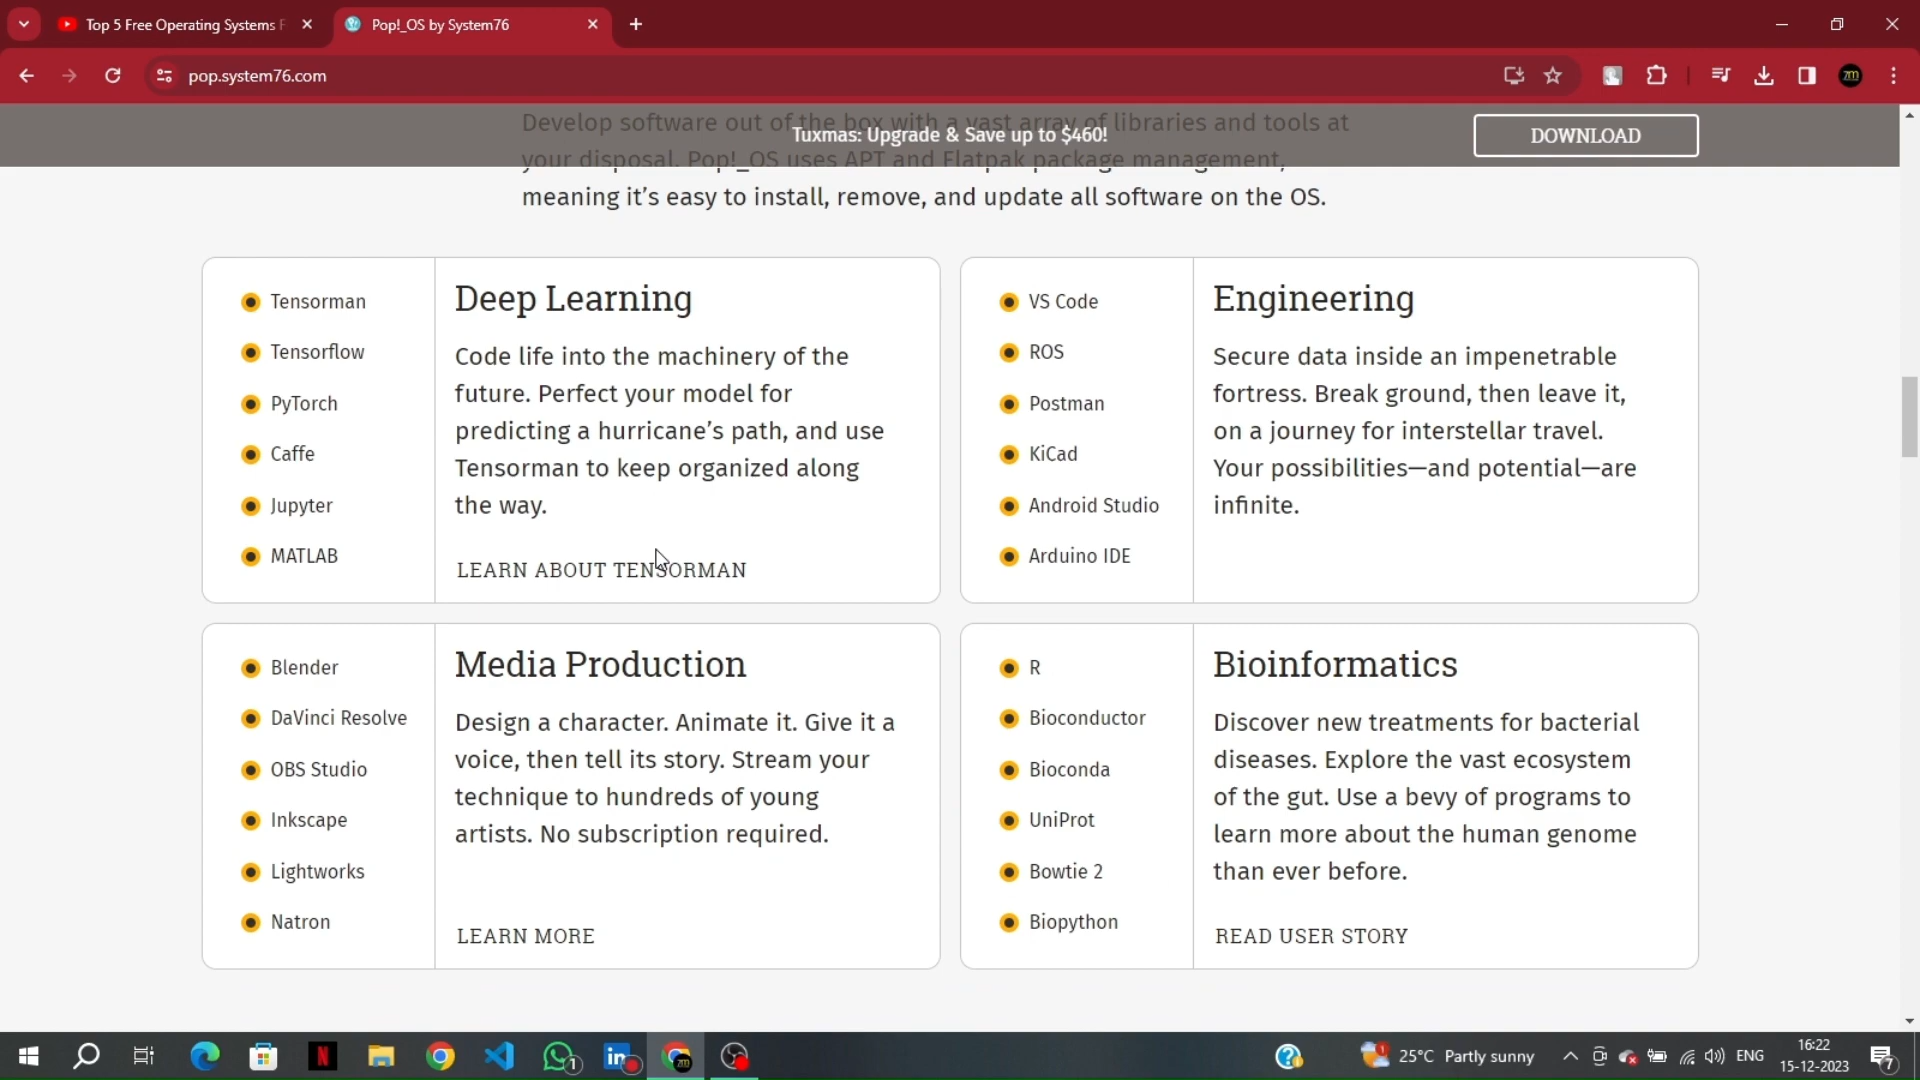 Top 5 Free Operating Systems F
Pop!_OS by System76
pop.system76.com
Develop software out of the box with a vast array of libraries and tools at
Tuxmas: Upgrade & Save up to $460!
DOWNLOAD
your disposal. Pop!_OS uses APT and Flatpak package management,
meaning it's easy to install, remove, and update all software on the OS.
Tensorman
Tensorflow
PyTorch
Caffe
Jupyter
MATLAB
Deep Learning
Code life into the machinery of the
future. Perfect your model for
predicting a hurricane's path, and use
Tensorman to keep organized along
the way.
LEARN ABOUT TENSORMAN
VS Code
ROS
Postman
KiCad
Android Studio
Arduino IDE
Engineering
Secure data inside an impenetrable
fortress. Break ground, then leave it,
on a journey for interstellar travel.
Your possibilities—and potential—are
infinite.
Blender
DaVinci Resolve
OBS Studio
Inkscape
Lightworks
Natron
Media Production
Design a character. Animate it. Give it a
voice, then tell its story. Stream your
technique to hundreds of young
artists. No subscription required.
LEARN MORE
R
Bioconductor
Bioconda
UniProt
Bowtie 2
Biopython
Bioinformatics
Discover new treatments for bacterial
diseases. Explore the vast ecosystem
of the gut. Use a bevy of programs to
learn more about the human genome
than ever before.
READ USER STORY
25°C Partly sunny
ENG
16:22
15-12-2023
7